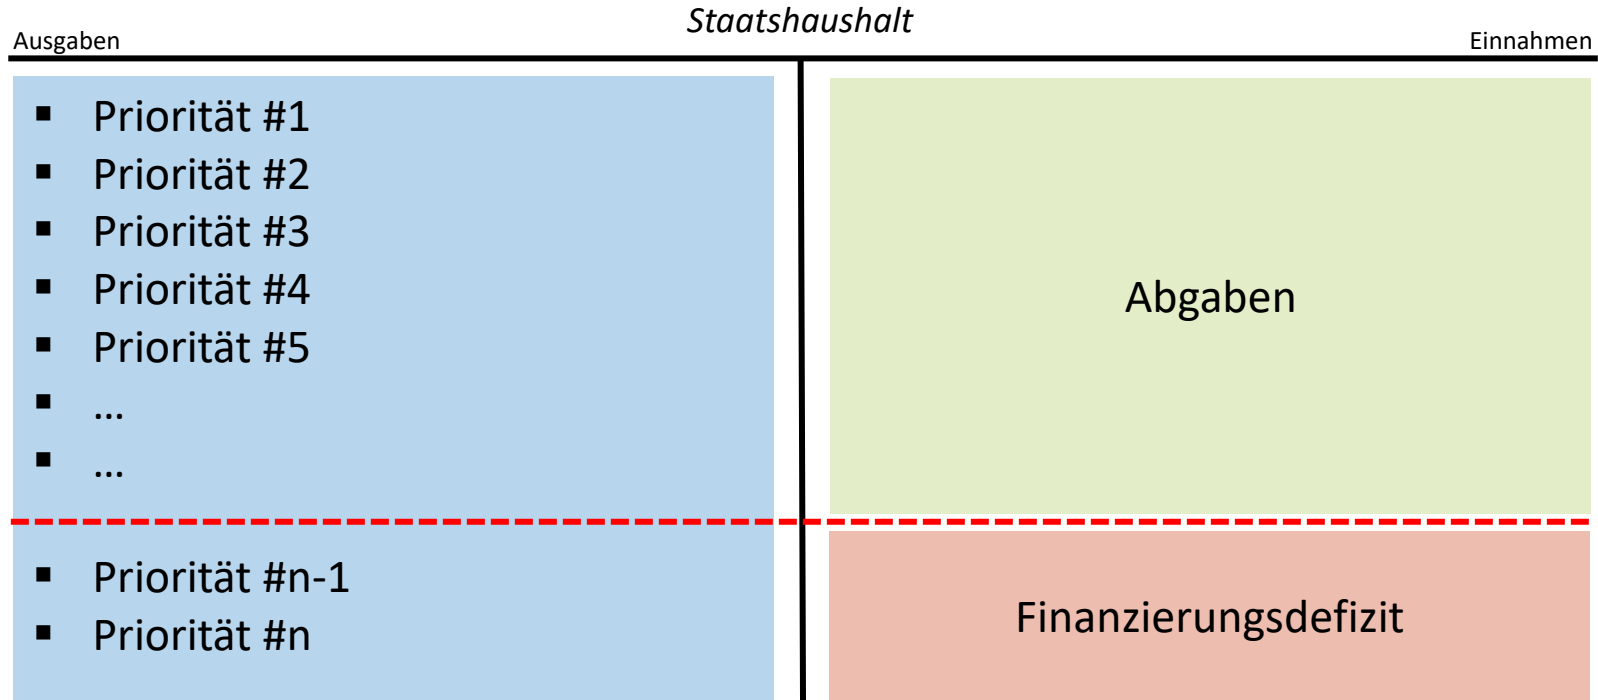 Staatshaushalt
Ausgaben
Einnahmen
▪ Priorität #1
▪ Priorität #2
▪ Priorität #3
▪ Priorität #4
▪ Priorität #5
▪ ...
▪ ...
▪ Priorität #n-1
▪ Priorität #n
Abgaben
Finanzierungsdefizit